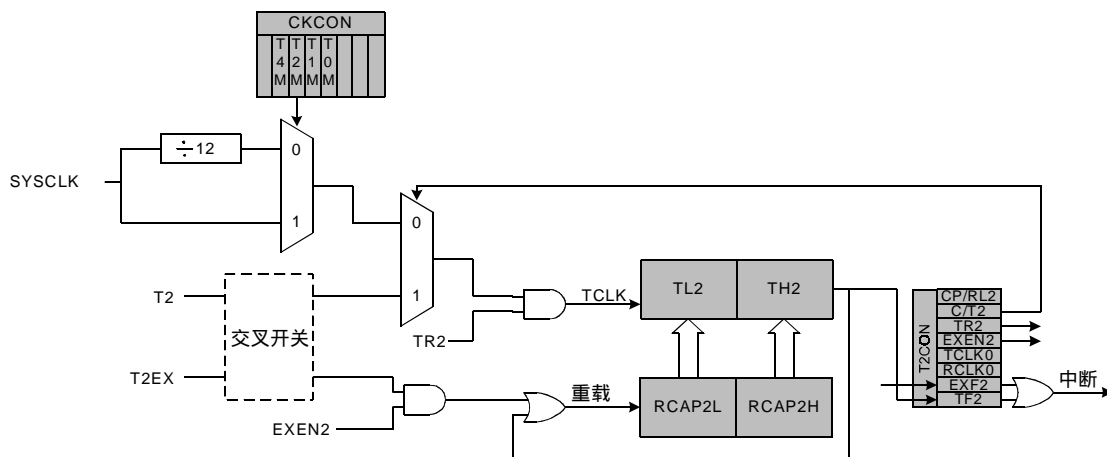 CKCON
T4M T2M T1M T0M
÷12
0
SYSCLK
1
0
T2
1
交叉开关
TCLK
TL2
TH2
TR2
T2EX
EXEN2
重载
RCAP2L
RCAP2H
T2CON
CP/RL2
C/T2
TR2
EXEN2
TCLK0
RCLK0
EXF2
TF2
中断